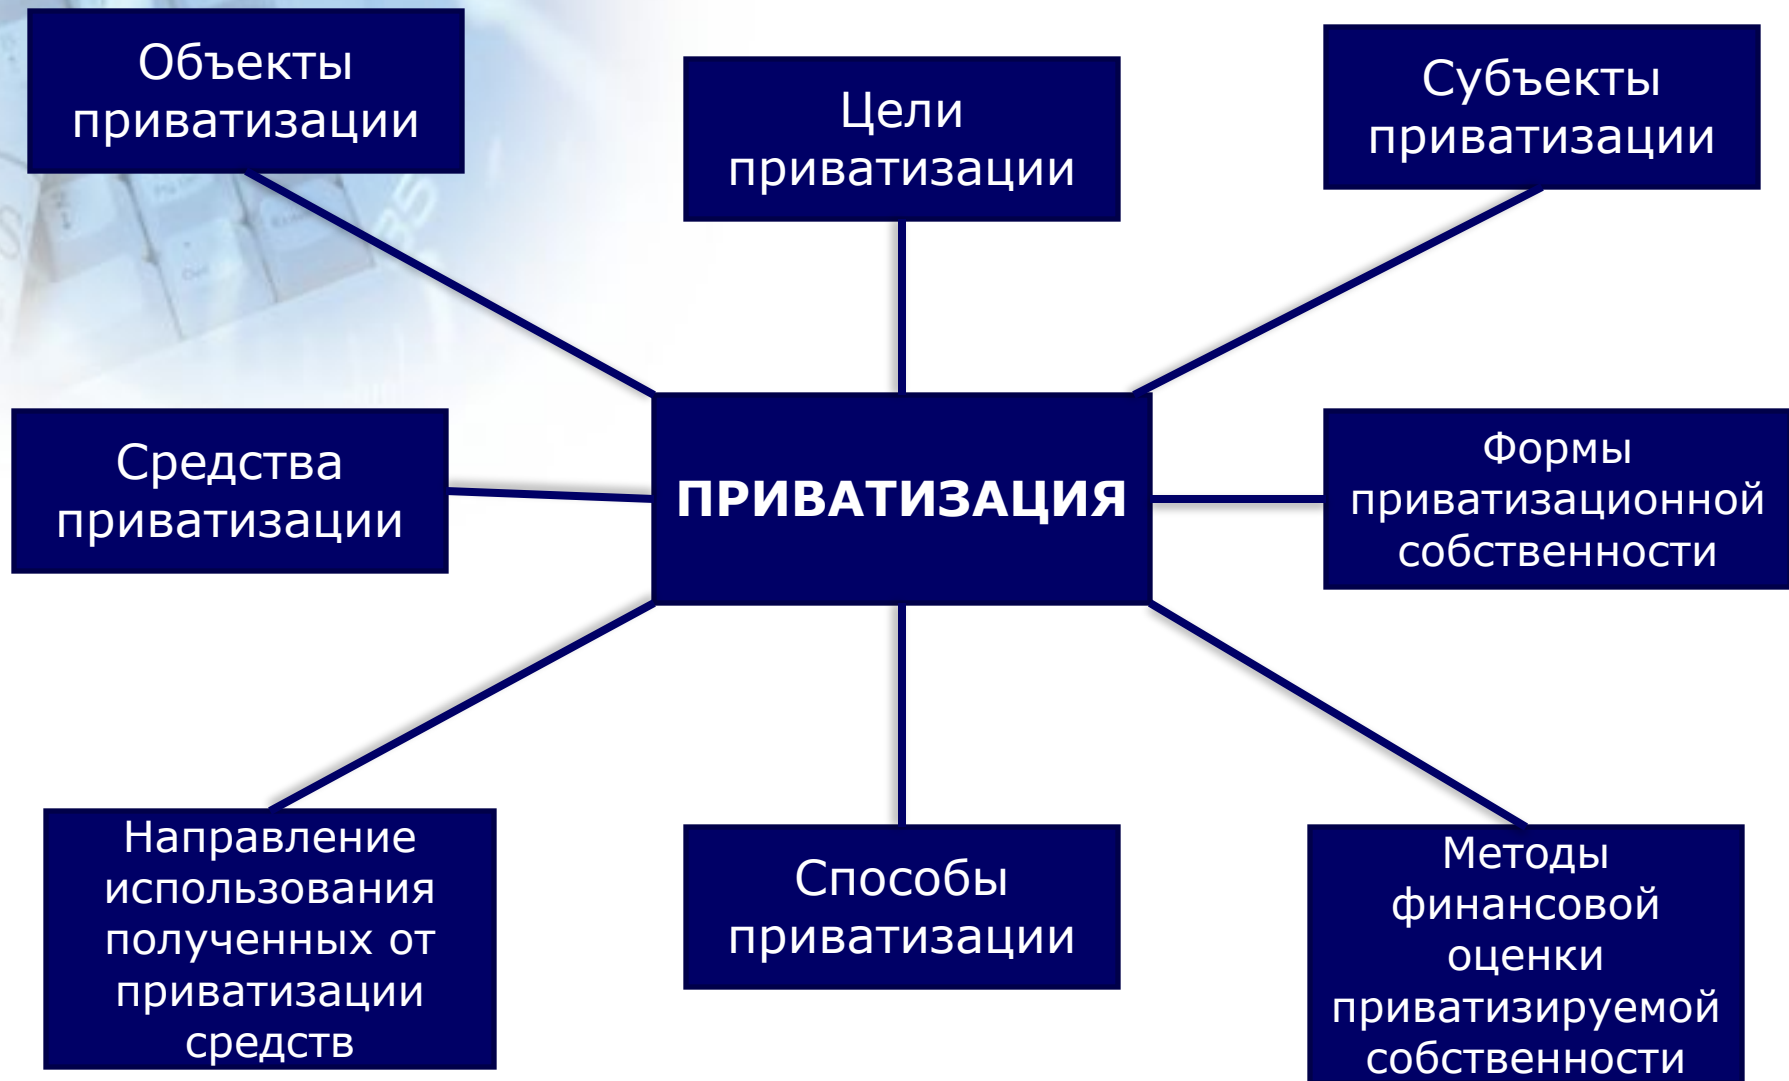 Объекты
приватизации
Цели
приватизации
Субъекты
приватизации
Средства
приватизации
ПРИВАТИЗАЦИЯ
Формы
приватизационной
собственности
Направление
использования
полученных от
приватизации
средств
Способы
приватизации
Методы
финансовой
оценки
приватизируемой
собственности